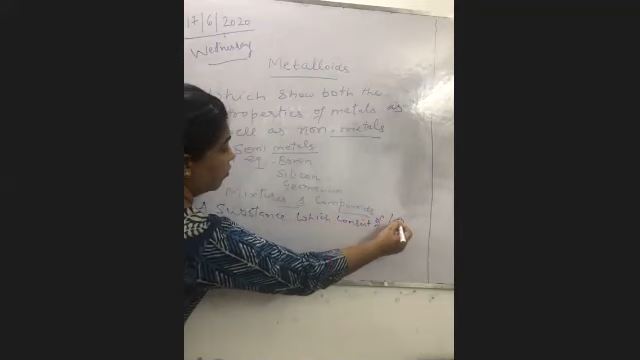 17/6/2020
Wednesday
Metalloids
Which show both the
properties of metals as
well as non-metals
Semi metals
Eg. Boron
Silicon
Germanium
Mixtures & Compounds
A Substance which consist of